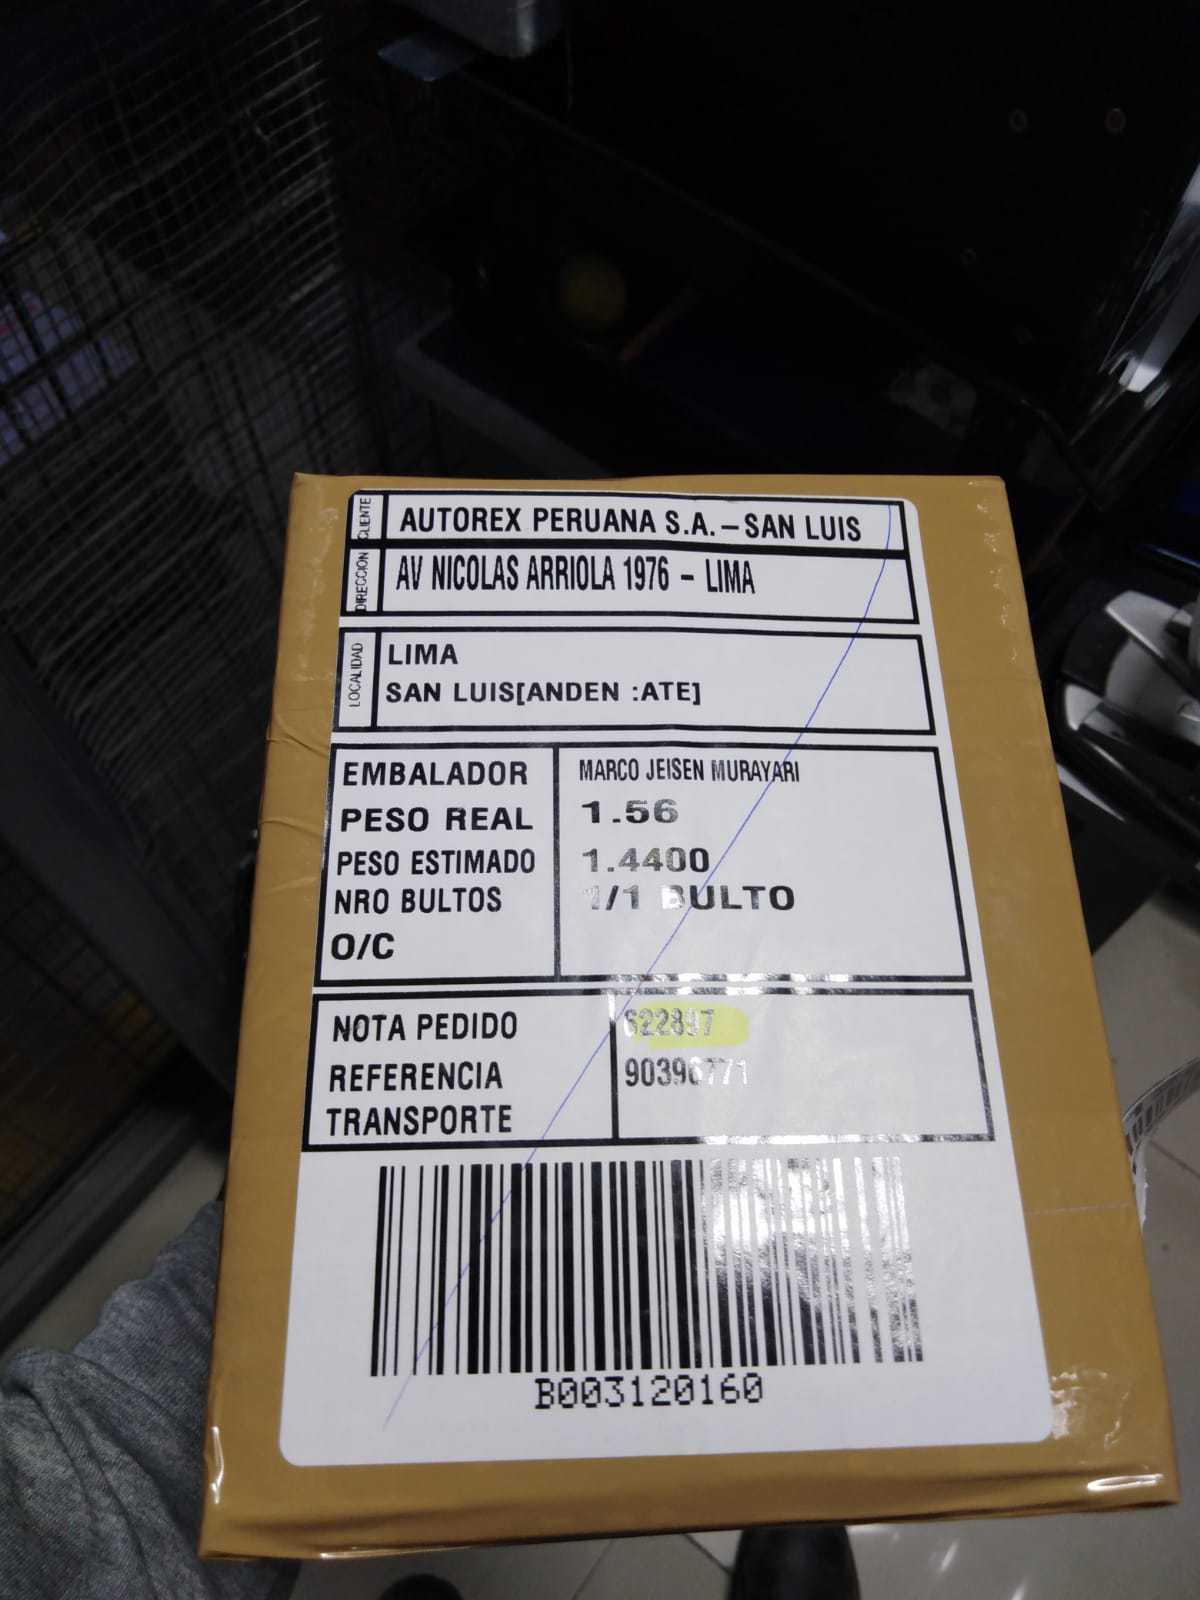 CLIENTE AUTOREX PERUANA S.A. – SAN LUIS
DIRECCION AV NICOLAS ARRIOLA 1976 – LIMA
LOCALIDAD LIMA
SAN LUIS[ANDEN :ATE]
EMBALADOR MARCO JEISEN MURAYARI
PESO REAL 1.56
PESO ESTIMADO 1.4400
NRO BULTOS 1/1 BULTO
O/C
NOTA PEDIDO 622897
REFERENCIA 90396771
TRANSPORTE
B003120160